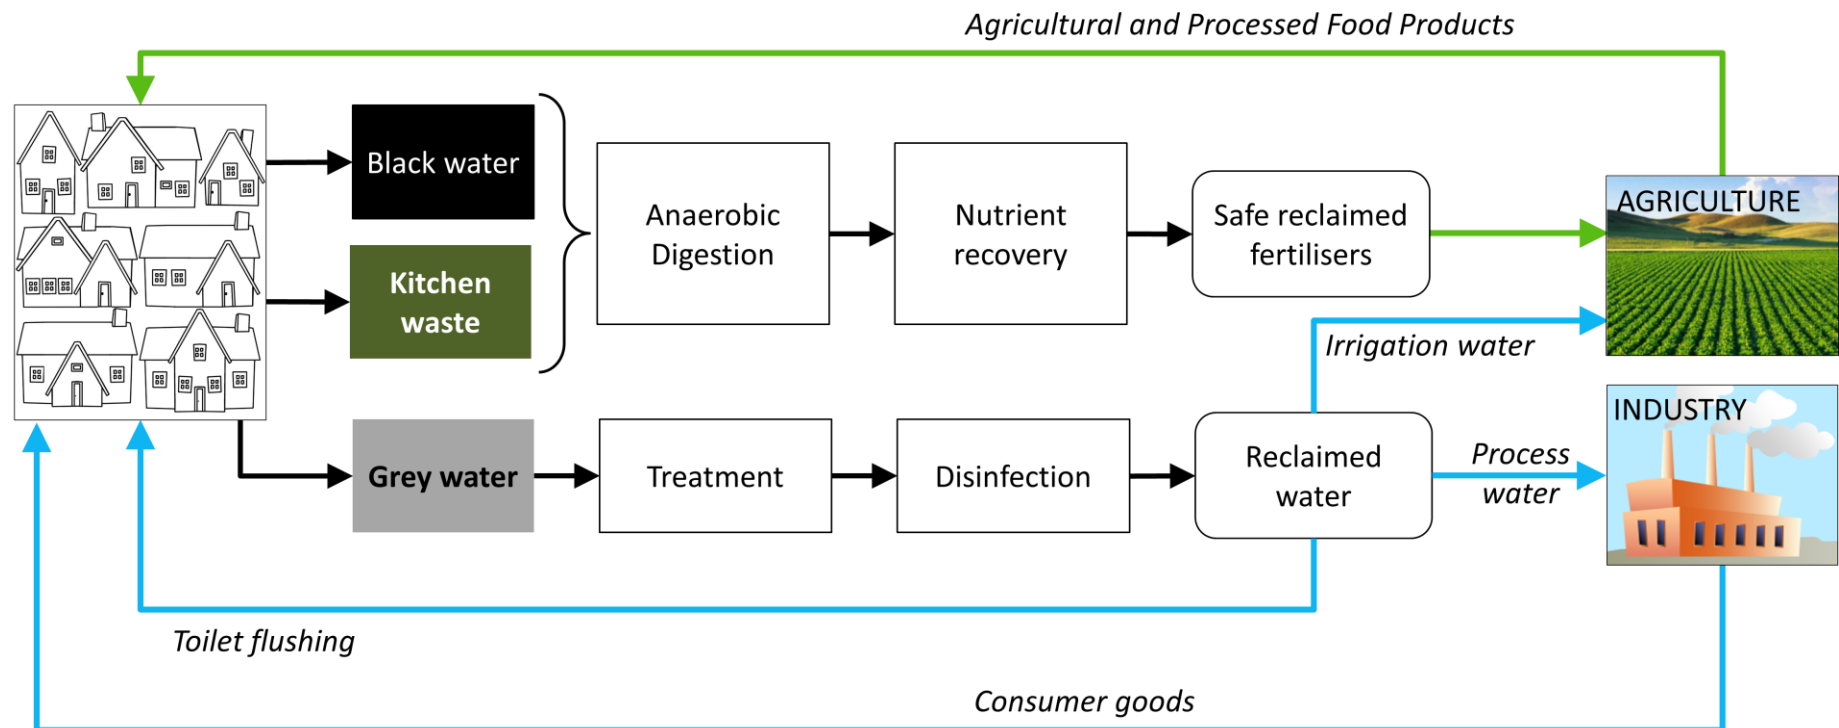 Agricultural and Processed Food Products
Black water
Kitchen
waste
Anaerobic
Digestion
Nutrient
recovery
Safe reclaimed
fertilisers
AGRICULTURE
Irrigation water
Grey water
Treatment
Disinfection
Reclaimed
water
Process
water
INDUSTRY
Toilet flushing
Consumer goods